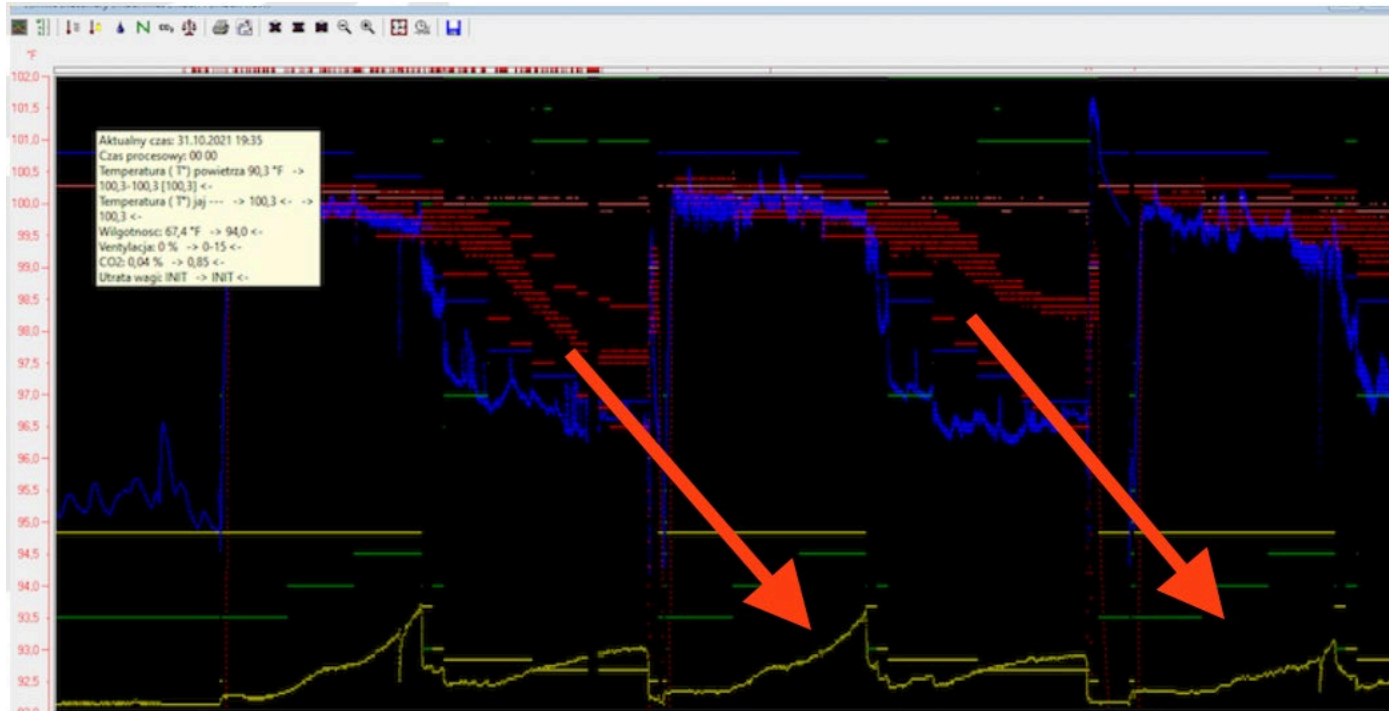 °F
102,0
101,5
101,0
100,5
100,0
99,5
99,0
98,5
98,0
97,5
97,0
96,5
96,0
95,5
95,0
94,5
94,0
93,5
93,0
92,5
Aktualny czas: 31.10.2021 19:35
Czas procesowy: 00 00
Temperatura ( T°) powietrza 90,3 °F ->
100,3-100,3 [100,3] <-
Temperatura ( T°) jaj --- -> 100,3 <- ->
100,3 <-
Wilgotnosc: 67,4 °F -> 94,0 <-
Ventylacja: 0 % -> 0-15 <-
CO2: 0,04 % -> 0,85 <-
Utrata wagi: INIT -> INIT <-